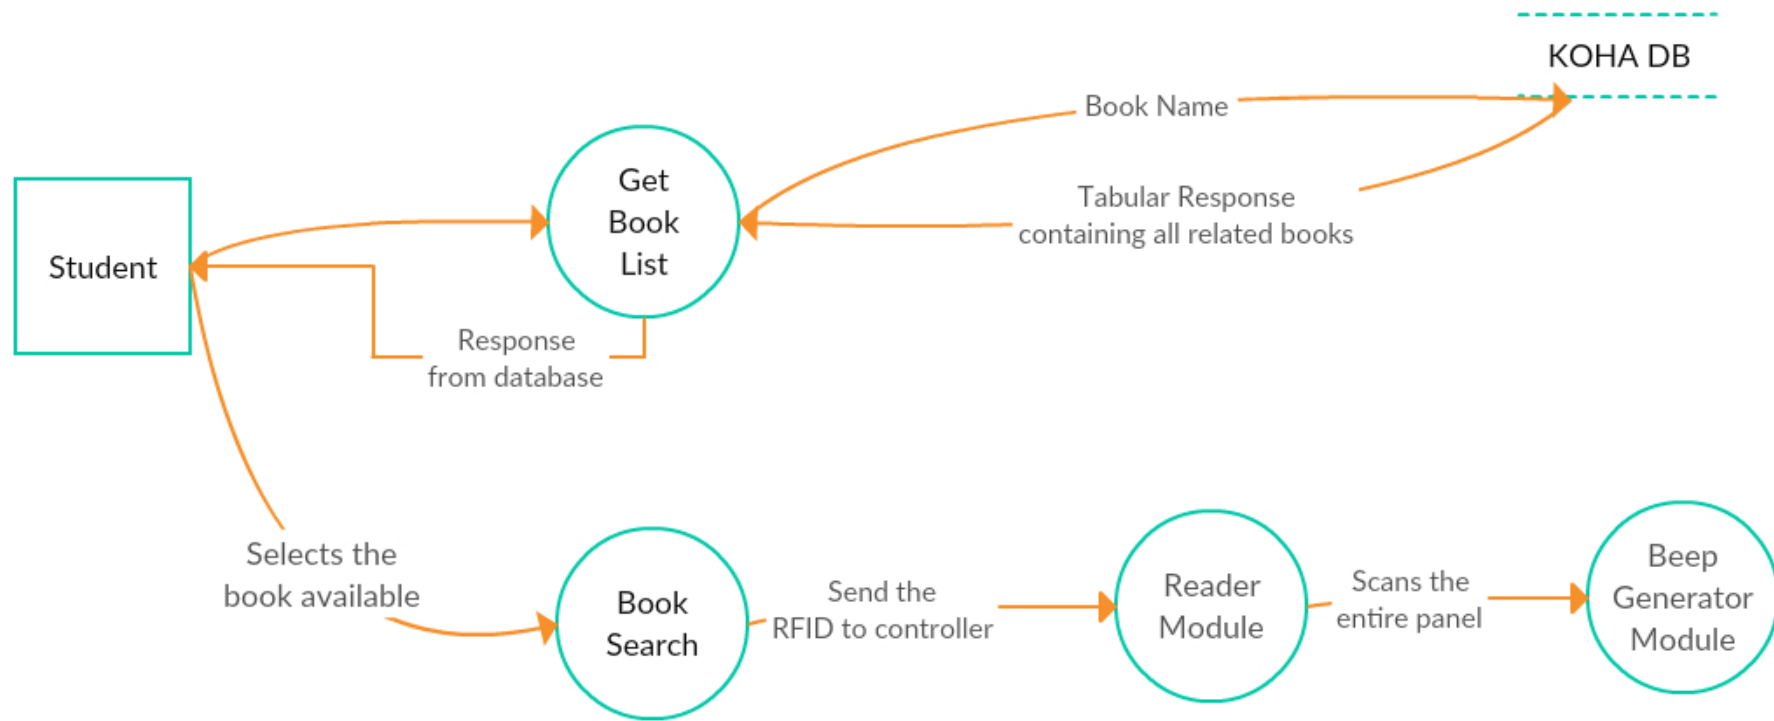 KOHA DB
Book Name
Get
Book
List
Tabular Response
containing all related books
Student
Response
from database
Selects the
book available
Book
Search
Send the
RFID to controller
Reader
Module
Scans the
entire panel
Beep
Generator
Module